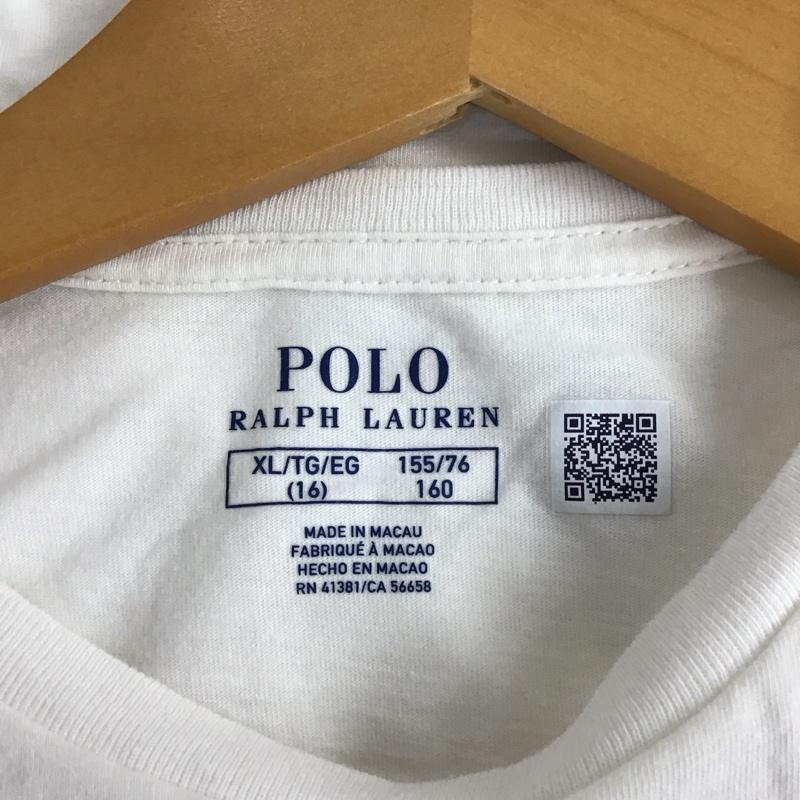 POLO
RALPH LAUREN
XL/TG/EG 155/76
(16) 160
MADE IN MACAU
FABRIQUÉ À MACAO
HECHO EN MACAO
RN 41381/CA 56658